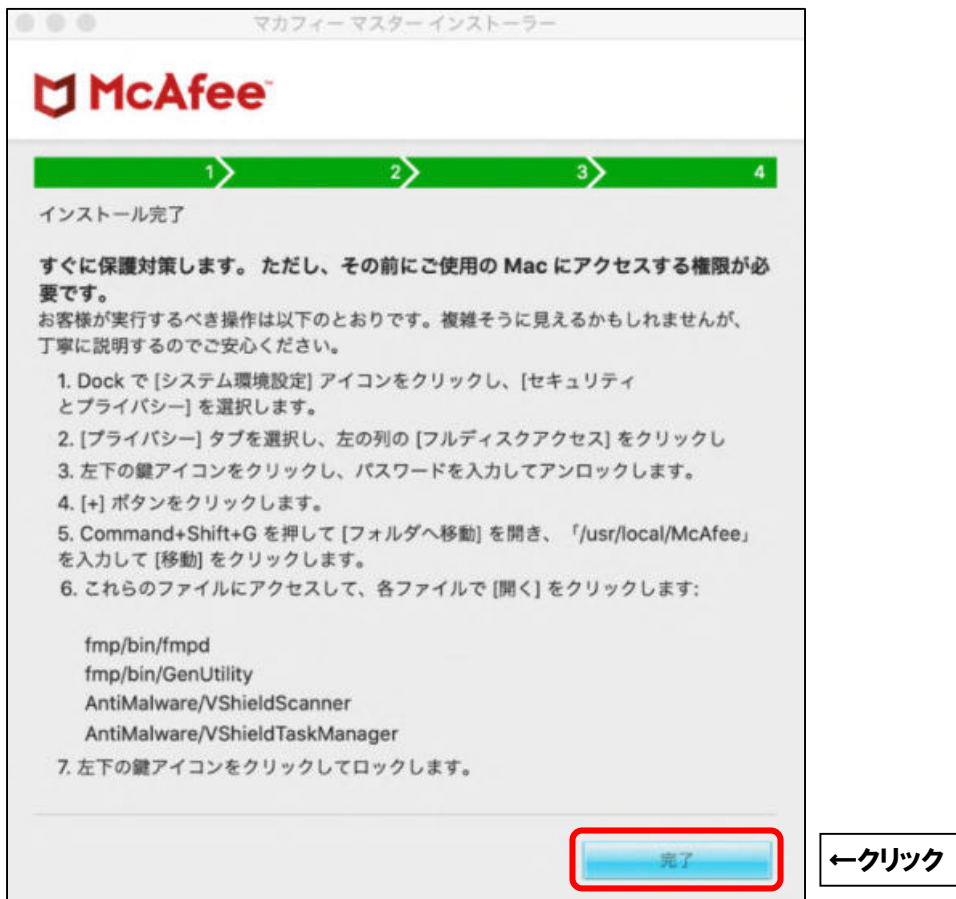 マカフィー マスター インストーラー
McAfee™
1 2 3 4
インストール完了
すぐに保護対策します。 ただし、その前にご使用の Mac にアクセスする権限が必
要です。
お客様が実行するべき操作は以下のとおりです。複雑そうに見えるかもしれませんが、
丁寧に説明するのでご安心ください。
1. Dock で [システム環境設定] アイコンをクリックし、[セキュリティ
とプライバシー] を選択します。
2. [プライバシー] タブを選択し、左の列の [フルディスクアクセス] をクリックし
3. 左下の鍵アイコンをクリックし、パスワードを入力してアンロックします。
4. [+] ボタンをクリックします。
5. Command+Shift+G を押して [フォルダへ移動] を開き、「/usr/local/McAfee」
を入力して [移動] をクリックします。
6. これらのファイルにアクセスして、各ファイルで [開く] をクリックします:
fmp/bin/fmpd
fmp/bin/GenUtility
AntiMalware/VShieldScanner
AntiMalware/VShieldTaskManager
7. 左下の鍵アイコンをクリックしてロックします。
完了
←クリック